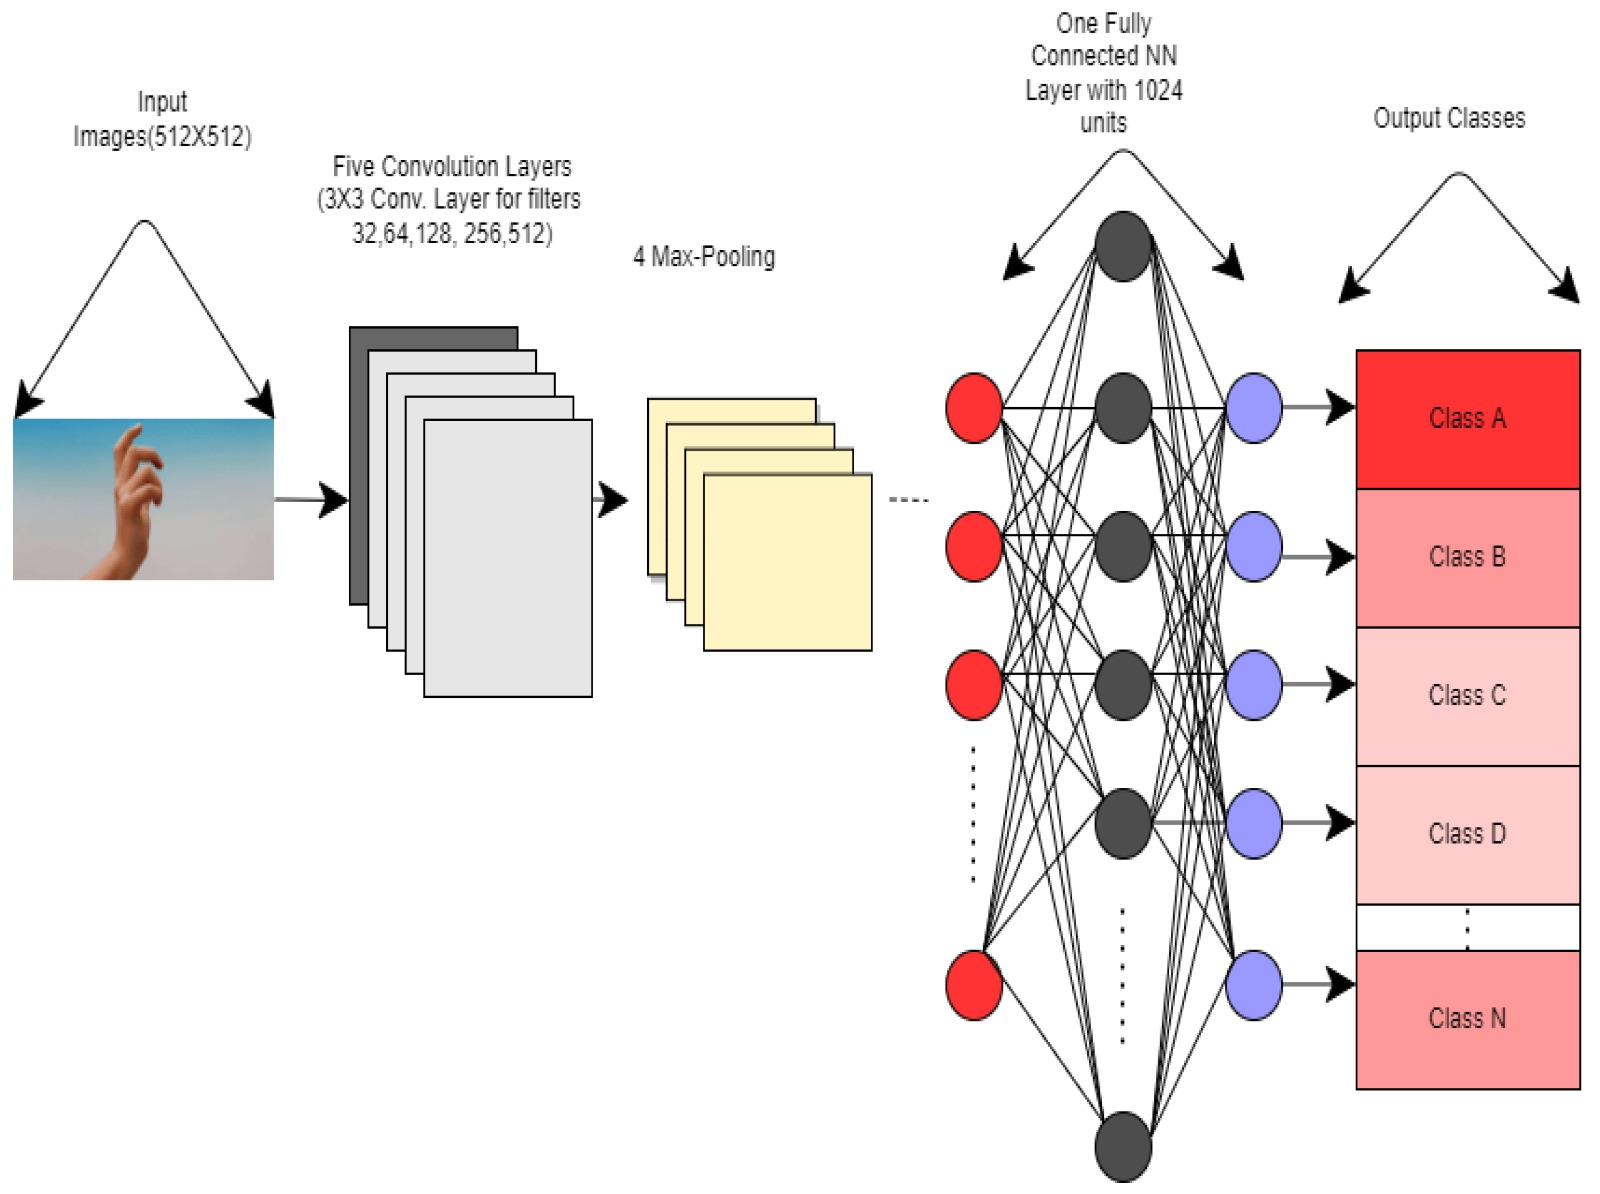 Input
Images(512X512)
Five Convolution Layers
(3X3 Conv. Layer for filters
32,64,128, 256,512)
4 Max-Pooling
One Fully
Connected NN
Layer with 1024
units
Output Classes
Class A
Class B
Class C
Class D
Class N